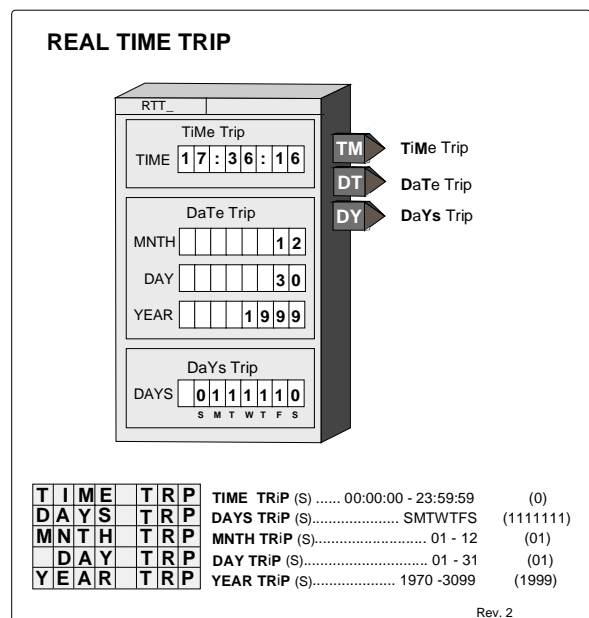 REAL TIME TRIP
RTT_
TiMe Trip
TIME 17:36:16
DaTe Trip
MNTH 12
DAY 30
YEAR 1999
DaYs Trip
DAYS 0111110
S M T W T F S
TM TiMe Trip
DT DaTe Trip
DY DaYs Trip
TIME TRP TIME TRiP (S) ...... 00:00:00 - 23:59:59 (0)
DAYS TRP DAYS TRiP (S).................... SMTWTFS (1111111)
MNTH TRP MNTH TRiP (S)........................... 01 - 12 (01)
DAY TRP DAY TRiP (S) ............................. 01 - 31 (01)
YEAR TRP YEAR TRiP (S).................... 1970 -3099 (1999)
Rev. 2